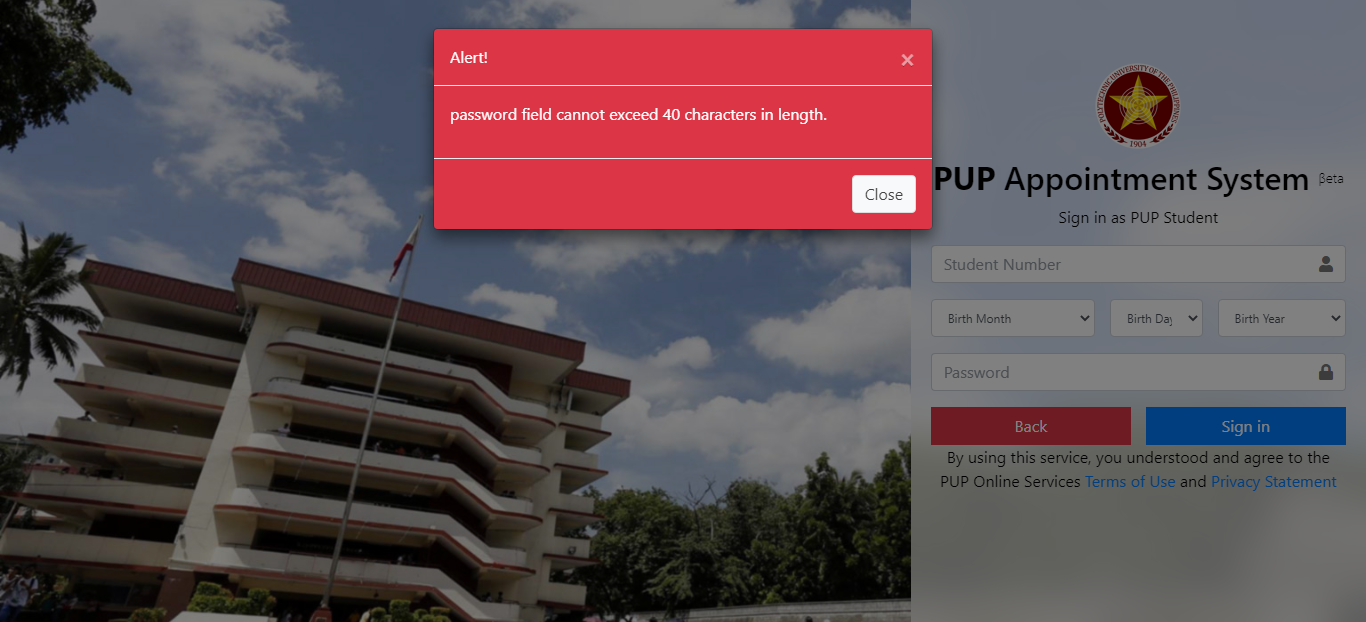 Alert!
×
password field cannot exceed 40 characters in length.
Close
POLYTECHNIC UNIVERSITY OF THE PHILIPPINES
1904
PUP Appointment System βeta
Sign in as PUP Student
Student Number
Birth Month
Birth Day
Birth Year
Password
Back
Sign in
By using this service, you understood and agree to the
PUP Online Services Terms of Use and Privacy Statement